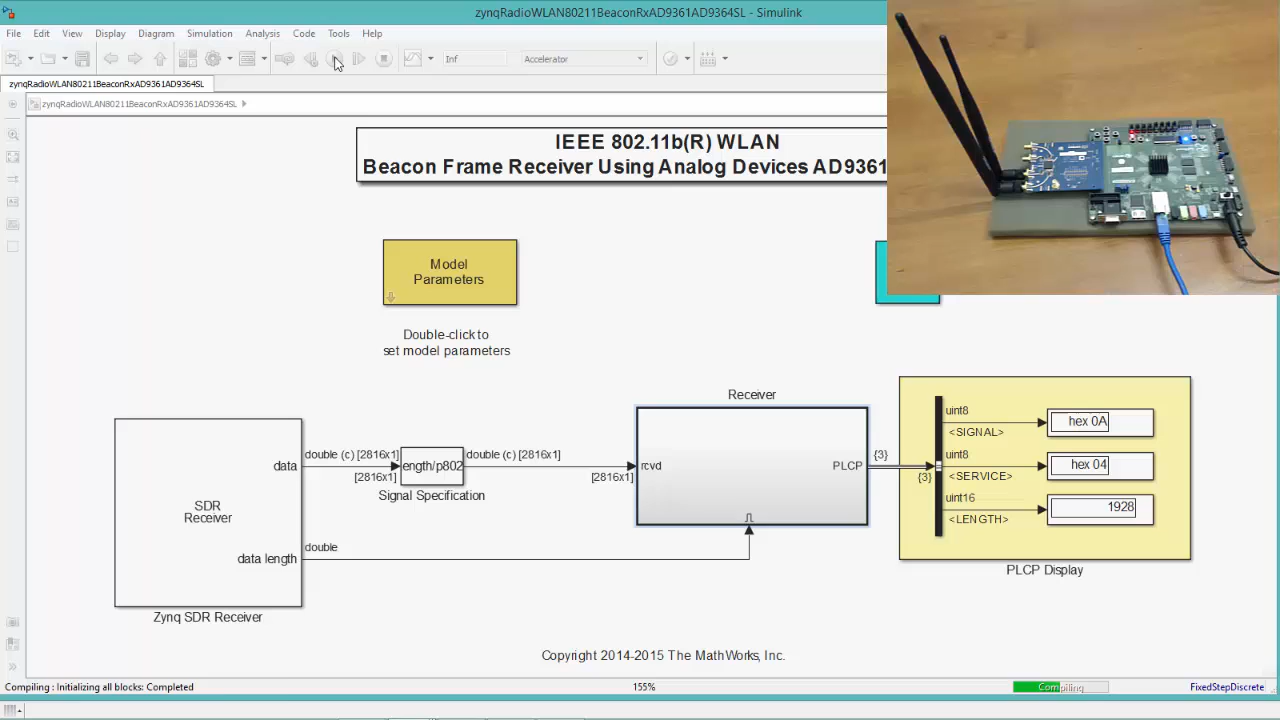 zynqRadioWLAN80211BeaconRxAD9361AD9364SL - Simulink
File Edit View Display Diagram Simulation Analysis Code Tools Help
Inf Accelerator
zynqRadioWLAN80211BeaconRxAD9361AD9364SL
zynqRadioWLAN80211BeaconRxAD9361AD9364SL
IEEE 802.11b(R) WLAN
Beacon Frame Receiver Using Analog Devices AD9361
Model
Parameters
Double-click to
set model parameters
Receiver
data
double (c) [2816x1]
[2816x1]
ength/p802
Signal Specification
double (c) [2816x1]
[2816x1]
rcvd
PLCP
{3}
{3}
SDR
Receiver
data length
double
Zynq SDR Receiver
uint8
<SIGNAL>
hex 0A
uint8
<SERVICE>
hex 04
uint16
<LENGTH>
1928
PLCP Display
Copyright 2014-2015 The MathWorks, Inc.
Compiling : Initializing all blocks: Completed
155%
Compiling
FixedStepDiscrete